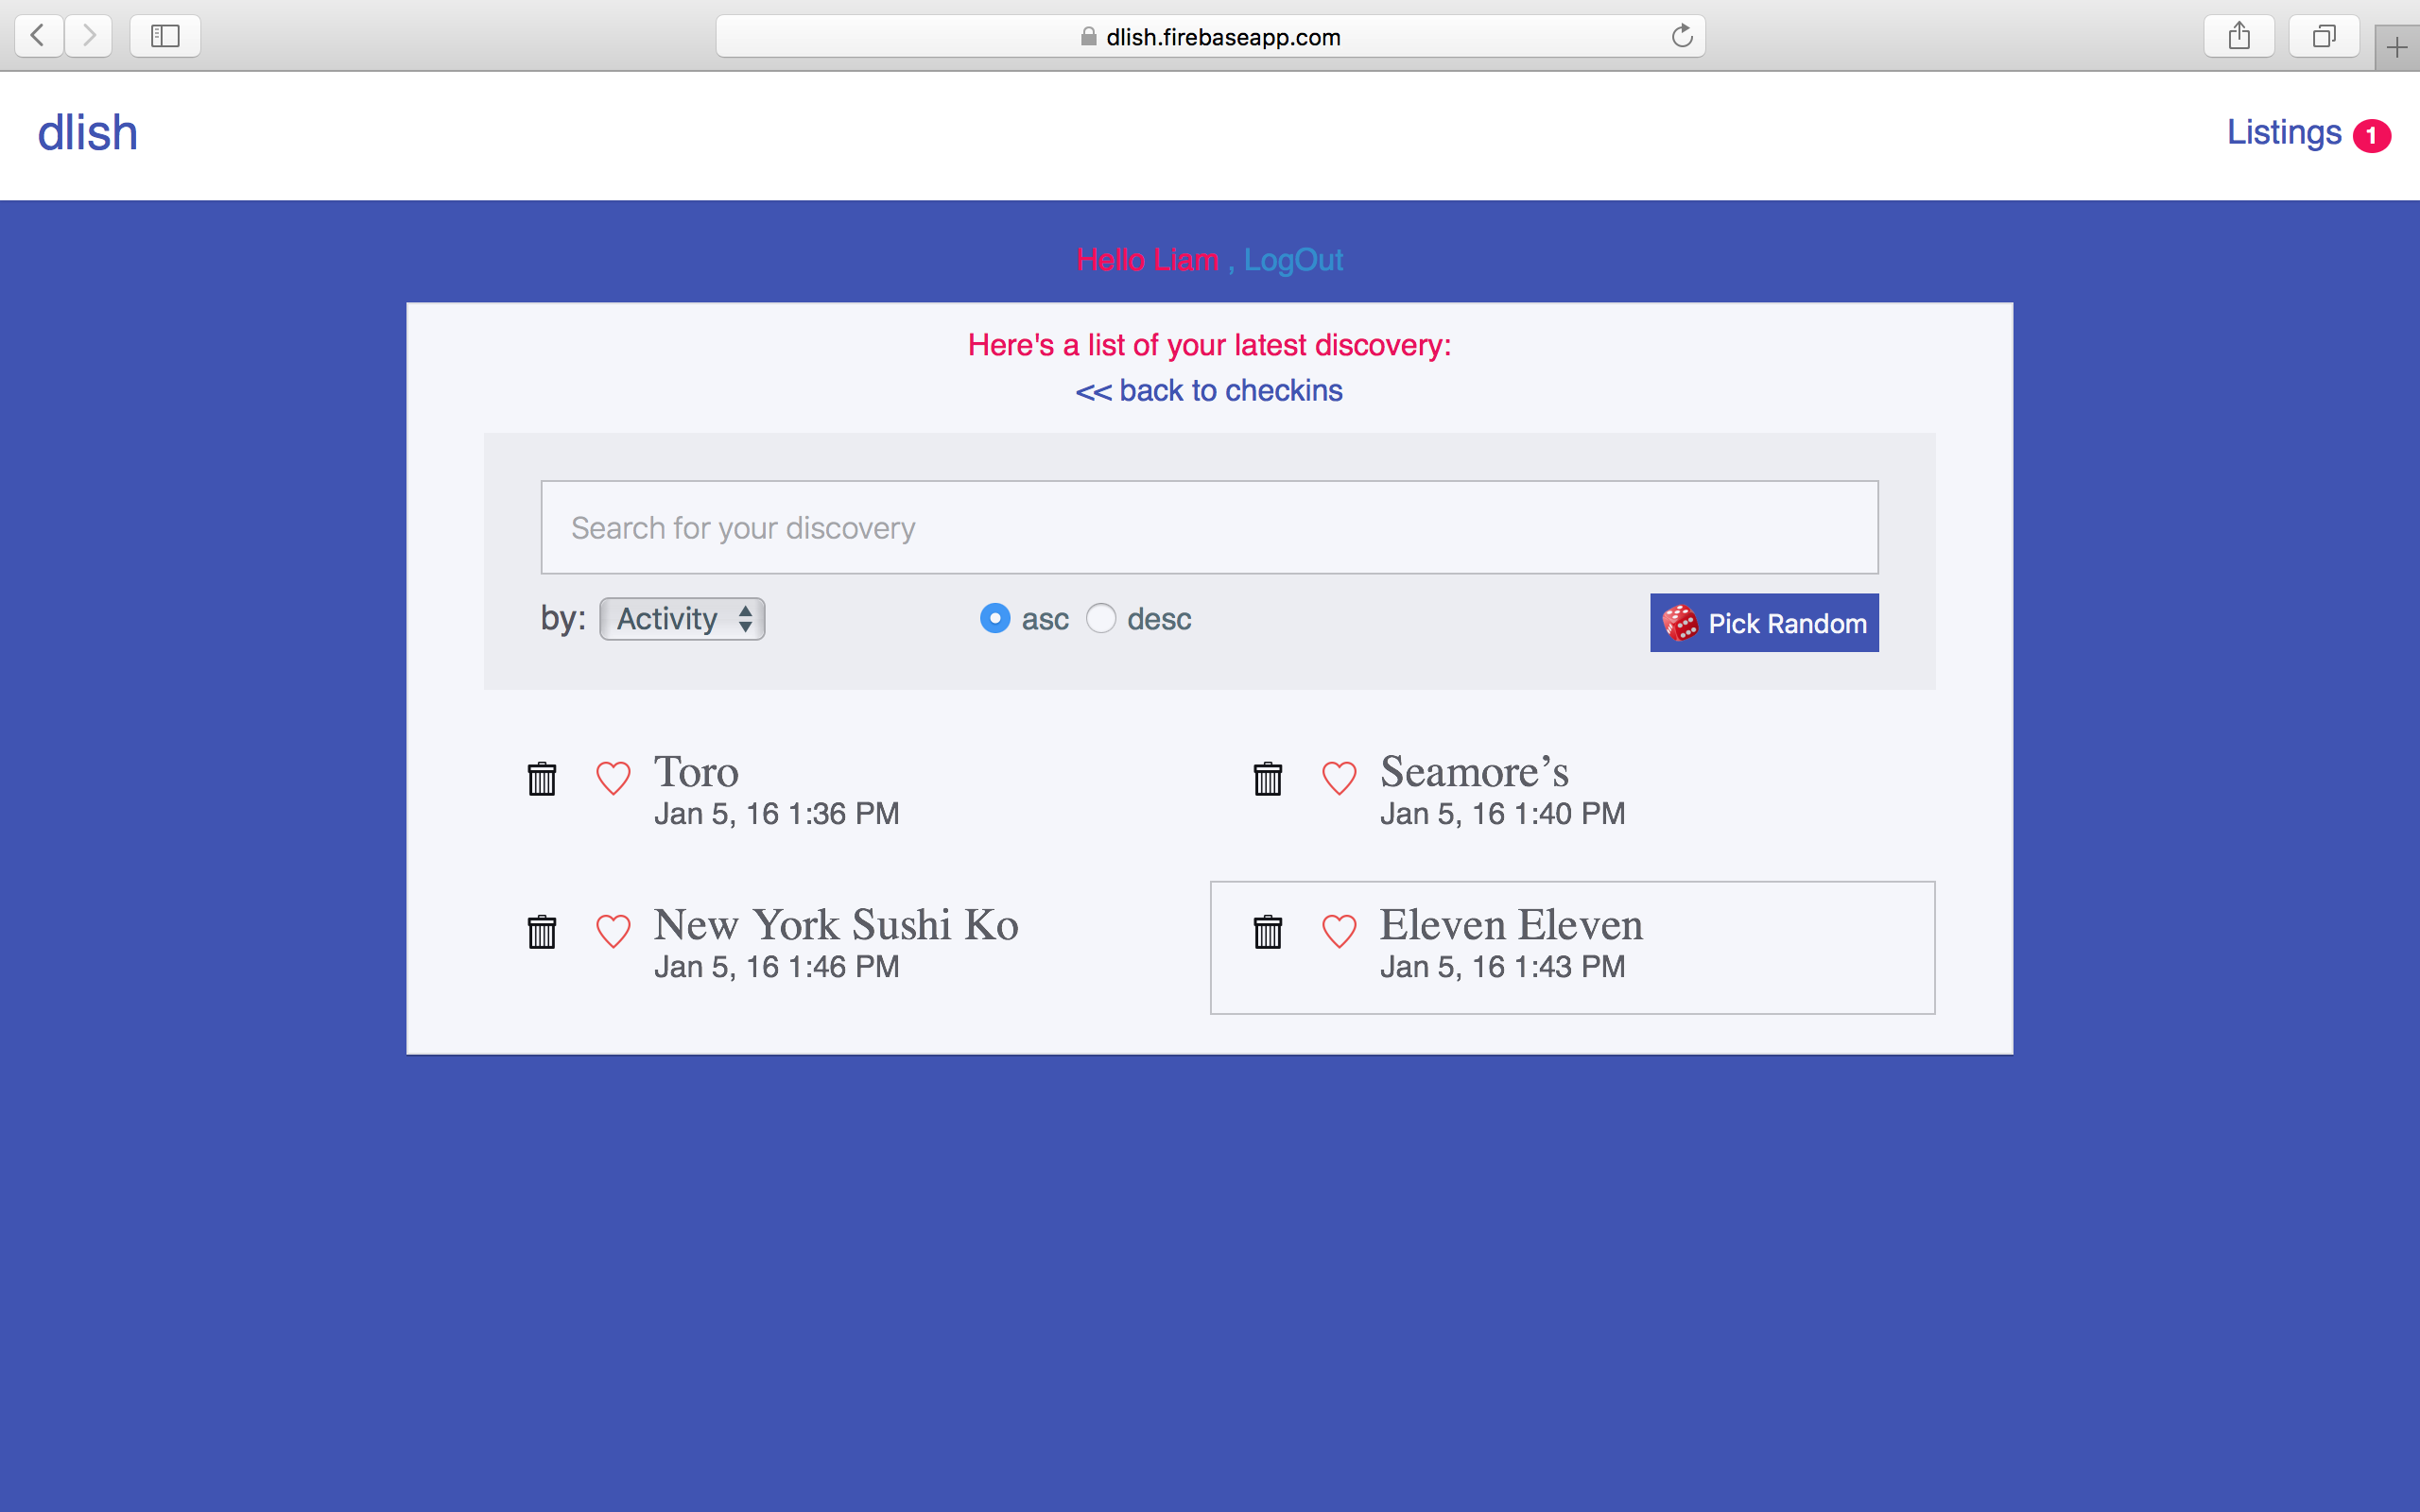 dlish.firebaseapp.com
dlish
Listings 1
Hello Liam , LogOut
Here's a list of your latest discovery:
<< back to checkins
Search for your discovery
by: Activity asc desc Pick Random
Toro
Jan 5, 16 1:36 PM
Seamore’s
Jan 5, 16 1:40 PM
New York Sushi Ko
Jan 5, 16 1:46 PM
Eleven Eleven
Jan 5, 16 1:43 PM